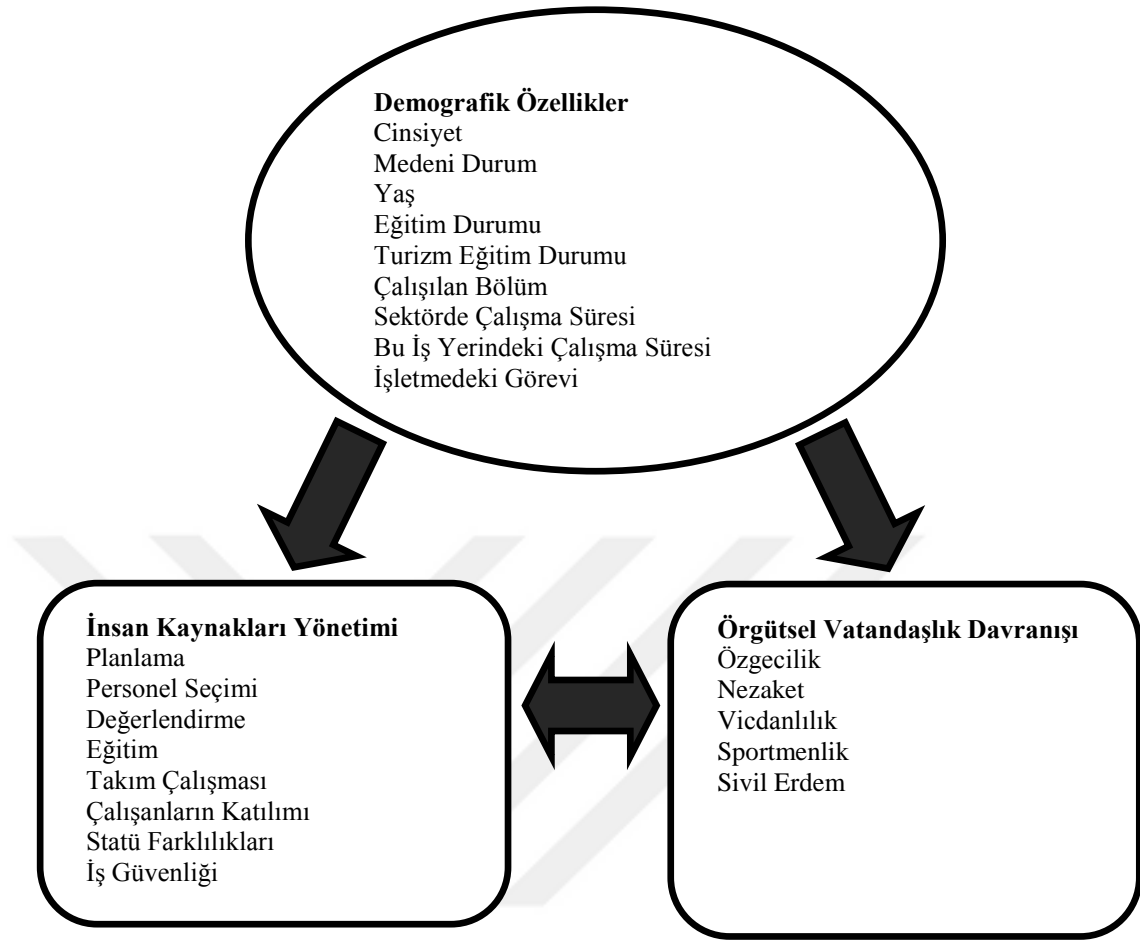 Demografik Özellikler
Cinsiyet
Medeni Durum
Yaş
Eğitim Durumu
Turizm Eğitim Durumu
Çalışılan Bölüm
Sektörde Çalışma Süresi
Bu İş Yerindeki Çalışma Süresi
İşletmedeki Görevi
İnsan Kaynakları Yönetimi
Planlama
Personel Seçimi
Değerlendirme
Eğitim
Takım Çalışması
Çalışanların Katılımı
Statü Farklılıkları
İş Güvenliği
Örgütsel Vatandaşlık Davranışı
Özgecilik
Nezaket
Vicdanlılık
Sportmenlik
Sivil Erdem